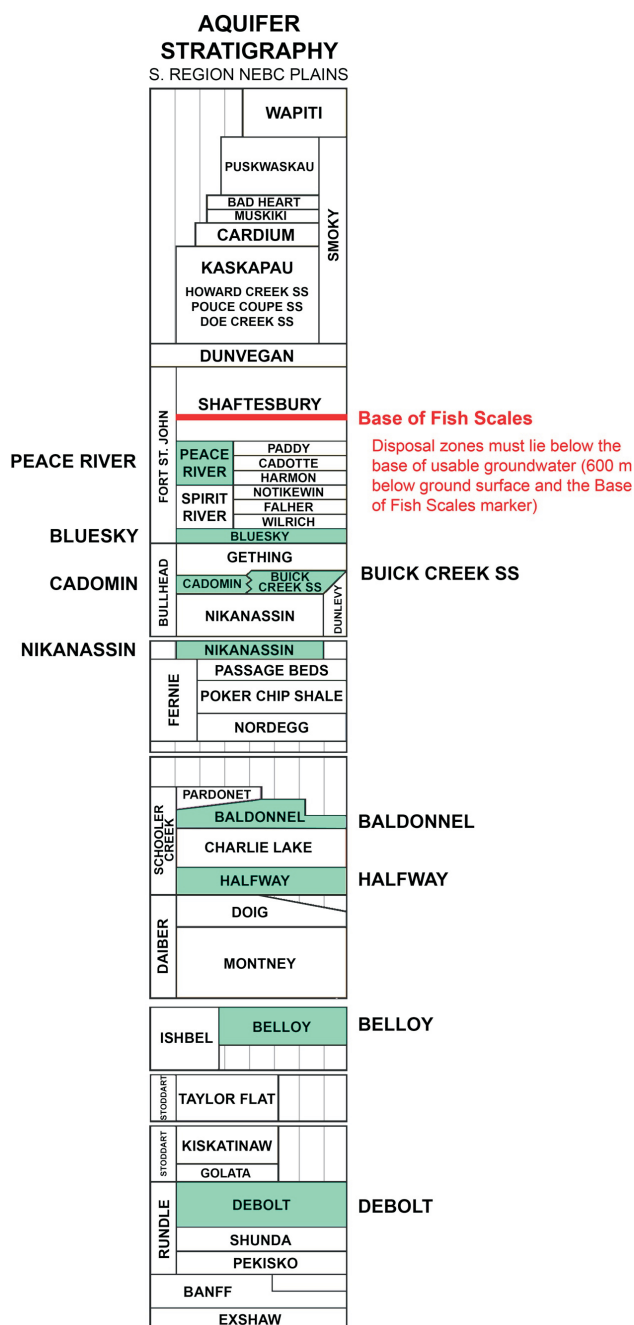 AQUIFER
STRATIGRAPHY
S. REGION NEBC PLAINS
WAPITI
PUSKWASKAU
BAD HEART
MUSKIKI
CARDIUM
SMOKY
KASKAPAU
HOWARD CREEK SS
POUCE COUPE SS
DOE CREEK SS
DUNVEGAN
FORT ST. JOHN
SHAFTESBURY
Base of Fish Scales
Disposal zones must lie below the
base of usable groundwater (600 m
below ground surface and the Base
of Fish Scales marker)
PEACE RIVER
PEACE
RIVER
PADDY
CADOTTE
HARMON
SPIRIT
RIVER
NOTIKEWIN
FALHER
WILRICH
BLUESKY
BLUESKY
BULLHEAD
GETHING
CADOMIN
CADOMIN
BUICK
CREEK SS
BUICK CREEK SS
NIKANASSIN
DUNLEVY
NIKANASSIN
NIKANASSIN
FERNIE
PASSAGE BEDS
POKER CHIP SHALE
NORDEGG
SCHOOLER
CREEK
PARDONET
BALDONNEL
BALDONNEL
CHARLIE LAKE
HALFWAY
HALFWAY
DAIBER
DOIG
MONTNEY
ISHBEL
BELLOY
BELLOY
STODDART
TAYLOR FLAT
STODDART
KISKATINAW
GOLATA
RUNDLE
DEBOLT
DEBOLT
SHUNDA
PEKISKO
BANFF
EXSHAW